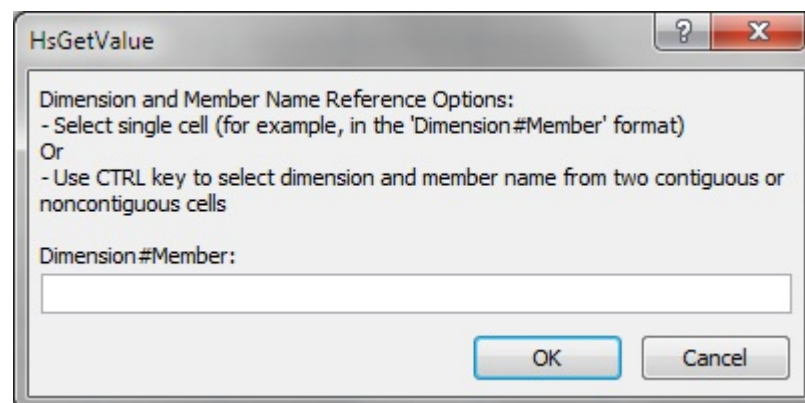 HsGetValue
Dimension and Member Name Reference Options:
- Select single cell (for example, in the 'Dimension#Member' format)
Or
- Use CTRL key to select dimension and member name from two contiguous or
noncontiguous cells
Dimension#Member:
OK Cancel